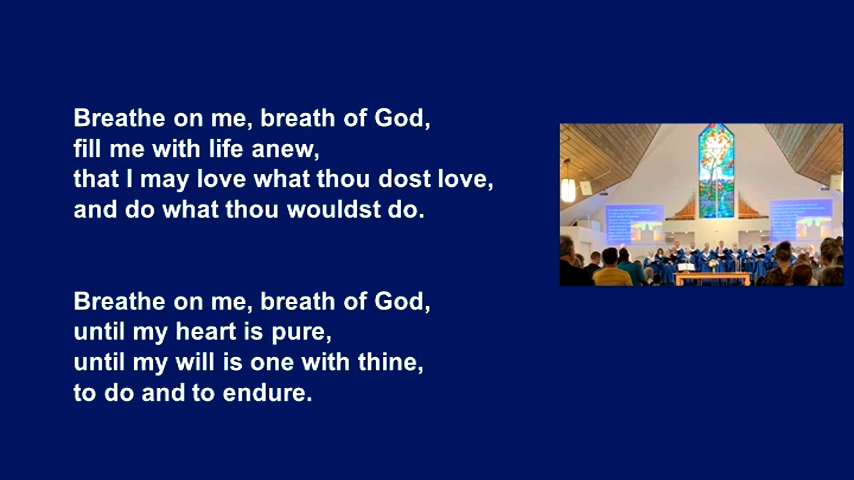 Breathe on me, breath of God,
fill me with life anew,
that I may love what thou dost love,
and do what thou wouldst do.
Breathe on me, breath of God,
until my heart is pure,
until my will is one with thine,
to do and to endure.